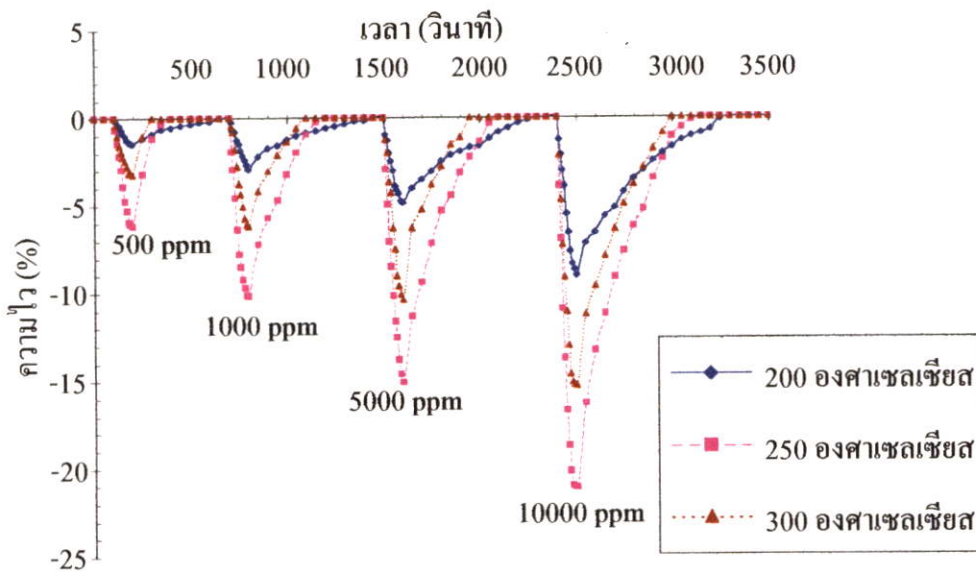 เวลา (วินาที)
5
500 1000 1500 2000 2500 3000 3500
0
-5
-10
-15
-20
-25
ความไว (%)
500 ppm
1000 ppm
5000 ppm
10000 ppm
200 องศาเซลเซียส
250 องศาเซลเซียส
300 องศาเซลเซียส